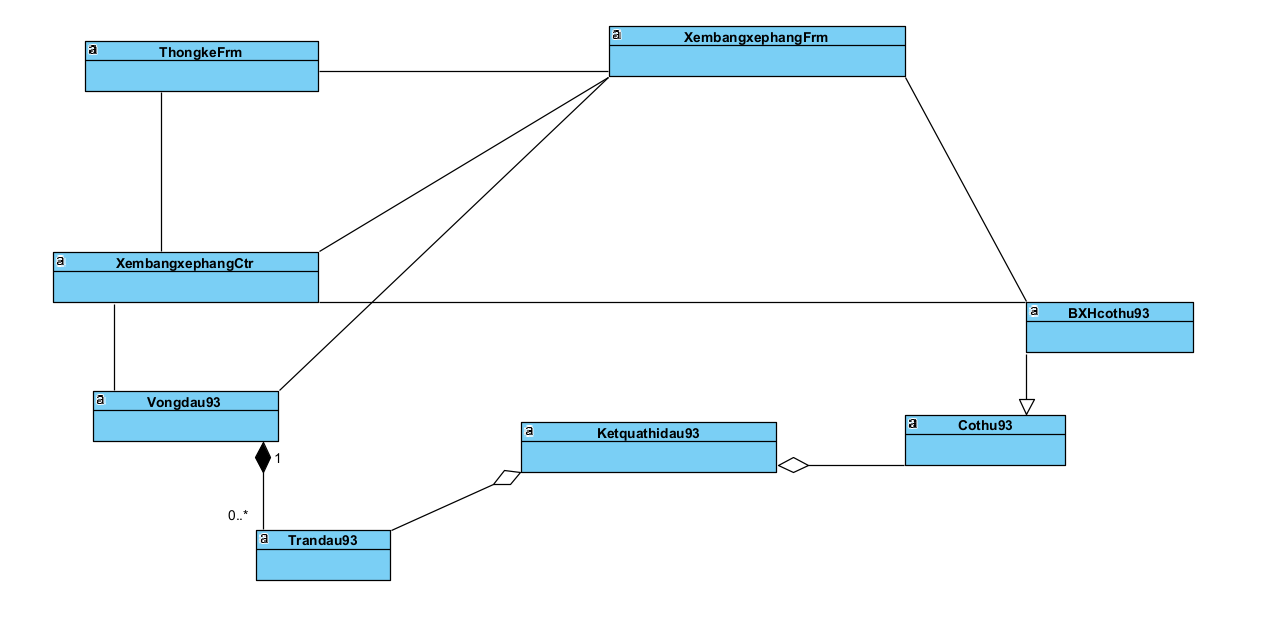 a
ThongkeFrm
a
XembangxephangFrm
a
XembangxephangCtr
a
BXHcothu93
a
Vongdau93
a
Ketquathidau93
a
Cothu93
1
0..*
a
Trandau93